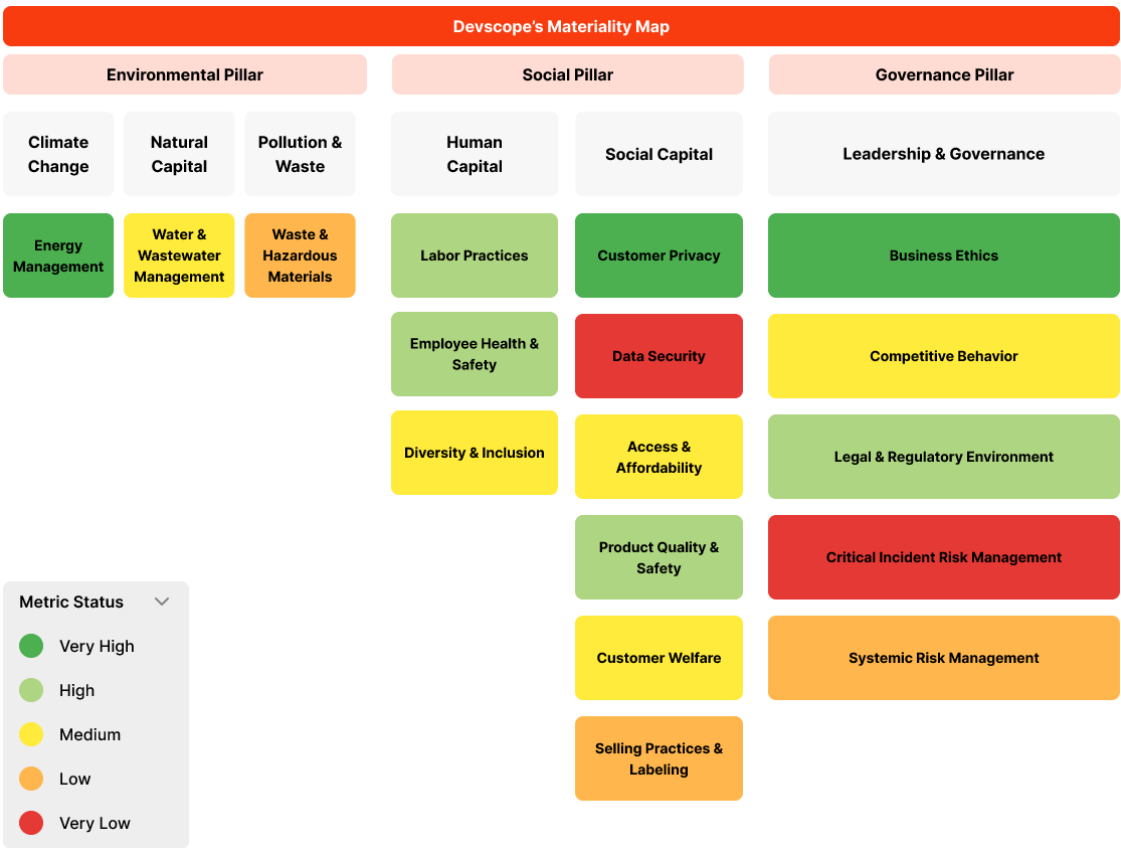 Devscope's Materiality Map
Environmental Pillar
Social Pillar
Governance Pillar
Climate
Change
Natural
Capital
Pollution &
Waste
Human
Capital
Social Capital
Leadership & Governance
Energy
Management
Water &
Wastewater
Management
Waste &
Hazardous
Materials
Labor Practices
Customer Privacy
Business Ethics
Employee Health &
Safety
Data Security
Competitive Behavior
Diversity & Inclusion
Access &
Affordability
Legal & Regulatory Environment
Product Quality &
Safety
Critical Incident Risk Management
Customer Welfare
Systemic Risk Management
Selling Practices &
Labeling
Metric Status
Very High
High
Medium
Low
Very Low